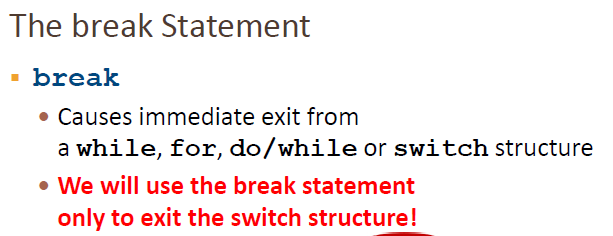 The break Statement
break
Causes immediate exit from
a while, for, do/while or switch structure
We will use the break statement
only to exit the switch structure!